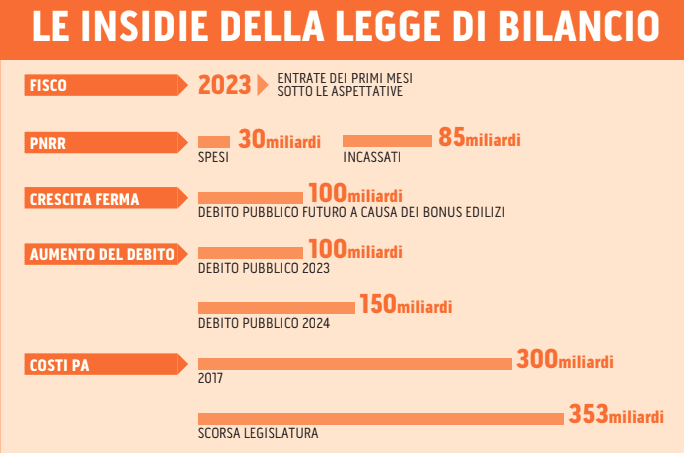 LE INSIDIE DELLA LEGGE DI BILANCIO
FISCO
2023
ENTRATE DEI PRIMI MESI
SOTTO LE ASPETTATIVE
PNRR
30miliardi
SPESI
85miliardi
INCASSATI
CRESCITA FERMA
100miliardi
DEBITO PUBBLICO FUTURO A CAUSA DEI BONUS EDILIZI
AUMENTO DEL DEBITO
100miliardi
DEBITO PUBBLICO 2023
150miliardi
DEBITO PUBBLICO 2024
COSTI PA
300miliardi
2017
353miliardi
SCORSA LEGISLATURA